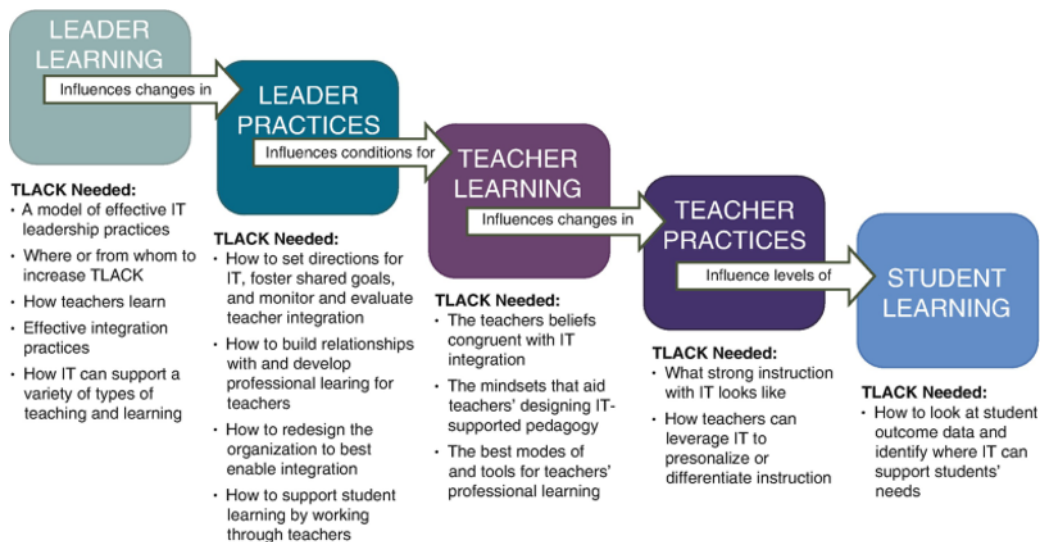 LEADER
LEARNING
Influences changes in
LEADER
PRACTICES
Influences conditions for
TEACHER
LEARNING
Influences changes in
TEACHER
PRACTICES
Influence levels of
STUDENT
LEARNING
TLACK Needed:
· A model of effective IT
leadership practices
· Where or from whom to
increase TLACK
· How teachers learn
· Effective integration
practices
· How IT can support a
variety of types of
teaching and learning
TLACK Needed:
· How to set directions for
IT, foster shared goals,
and monitor and evaluate
teacher integration
· How to build relationships
with and develop
professional learing for
teachers
· How to redesign the
organization to best
enable integration
· How to support student
learning by working
through teachers
TLACK Needed:
· The teachers beliefs
congruent with IT
integration
· The mindsets that aid
teachers' designing IT-
supported pedagogy
· The best modes of
and tools for teachers'
professional learning
TLACK Needed:
· What strong instruction
with IT looks like
· How teachers can
leverage IT to
presonalize or
differentiate instruction
TLACK Needed:
· How to look at student
outcome data and
identify where IT can
support students'
needs